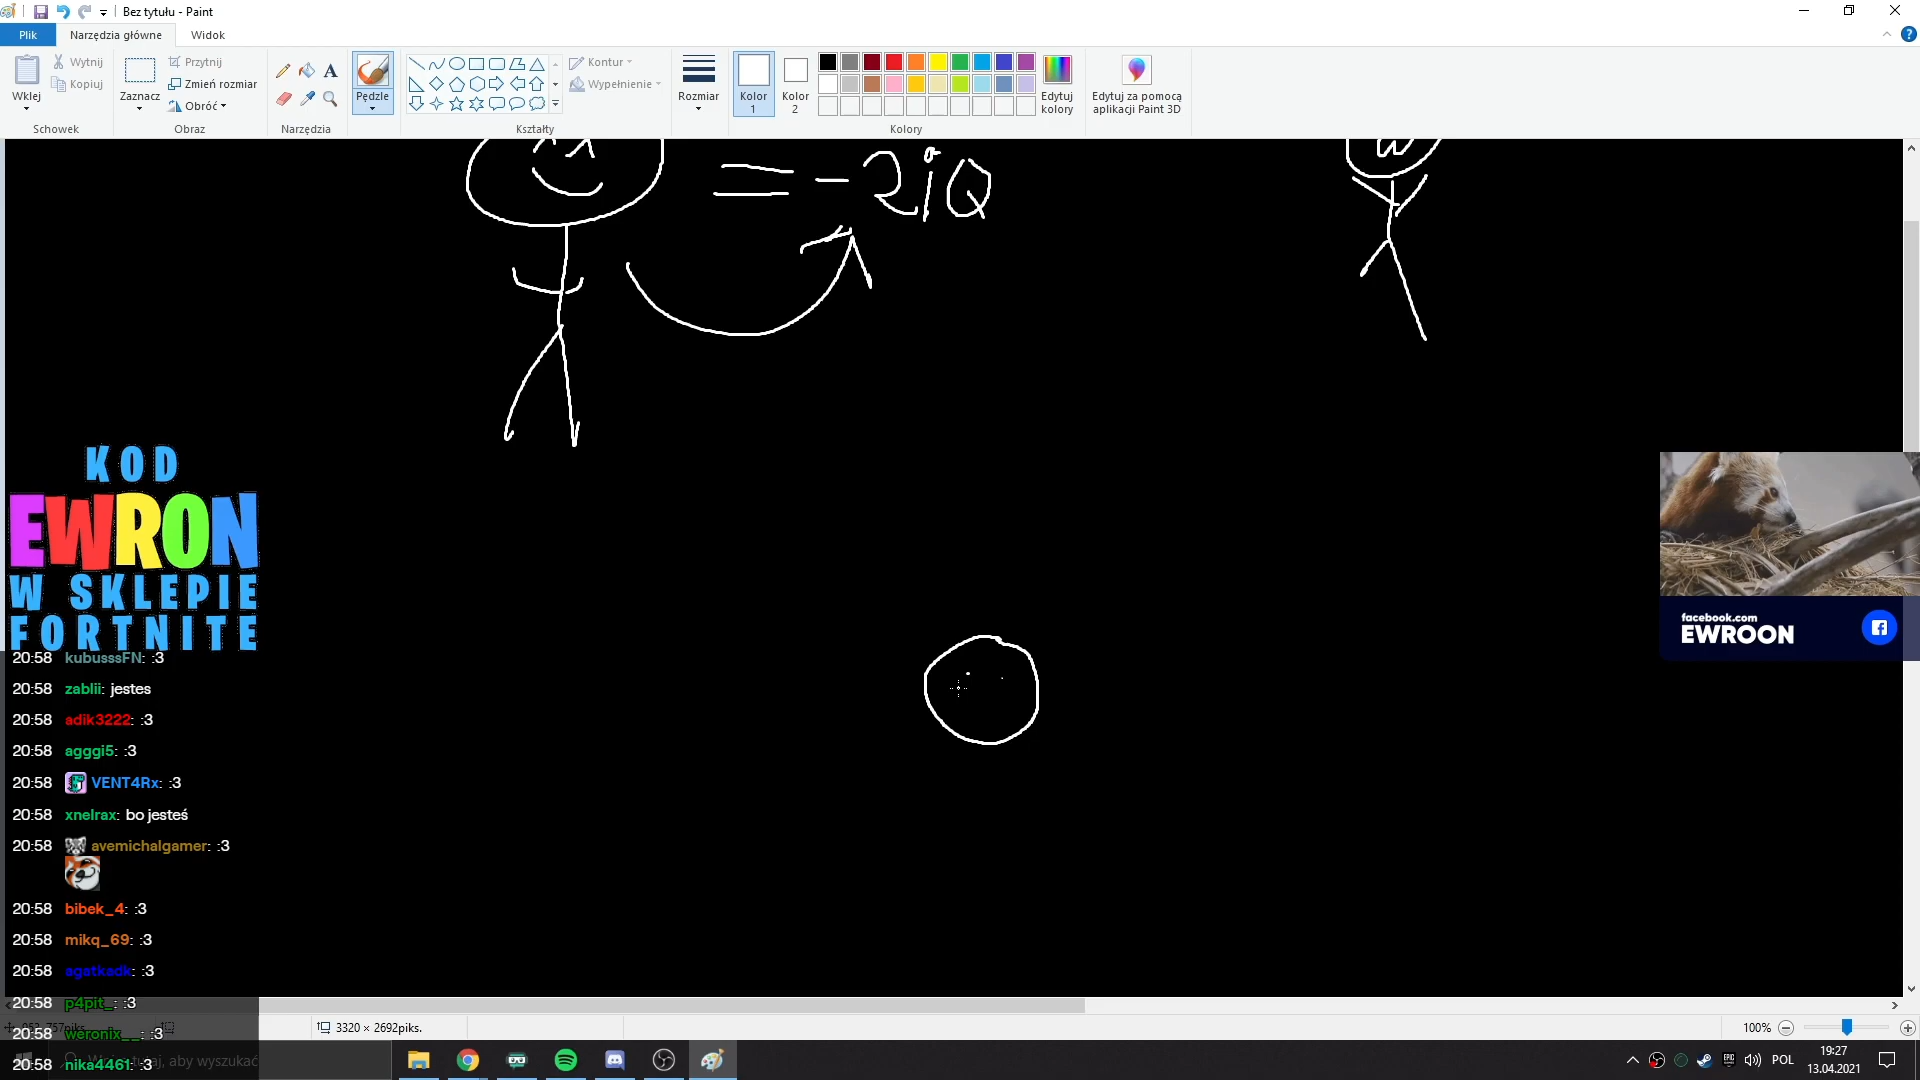 Bez tytułu - Paint
Plik
Narzędzia główne
Widok
Wklej
Wytnij
Kopiuj
Schowek
Zaznacz
Przytnij
Zmień rozmiar
Obróć
Obraz
A
Narzędzia
Pędzle
Kontur
Wypełnienie
Kształty
Rozmiar
Kolor 1
Kolor 2
Edytuj kolory
Kolory
Edytuj za pomocą aplikacji Paint 3D
= -2iQ
KOD
EWRON
W SKLEPIE
FORTNITE
facebook.com
EWROON
20:58 kubusssFN: :3
20:58 zablii: jestes
20:58 adik3222: :3
20:58 agggi5: :3
20:58 VENT4Rx: :3
20:58 xnelrax: bo jesteś
20:58 avemichalgamer: :3
20:58 bibek_4: :3
20:58 mikq_69: :3
20:58 agatkadk: :3
20:58 p4pit_: :3
20:58 weronix__: :3
20:58 nika4461: :3
3320 × 2692piks.
100%
aby wyszukać
POL
19:27
13.04.2021